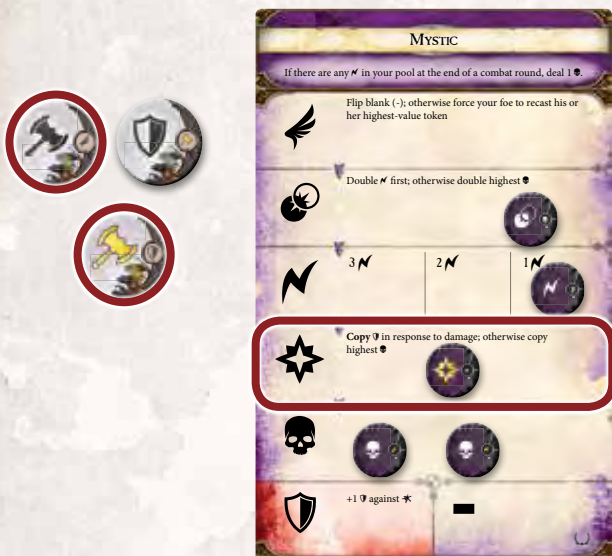 Mystic
If there are any in your pool at the end of a combat round, deal 1 .
Flip blank (-); otherwise force your foe to recast his or
her highest-value token
Double first; otherwise double highest
3 2 1
Copy in response to damage; otherwise copy
highest
+1 against